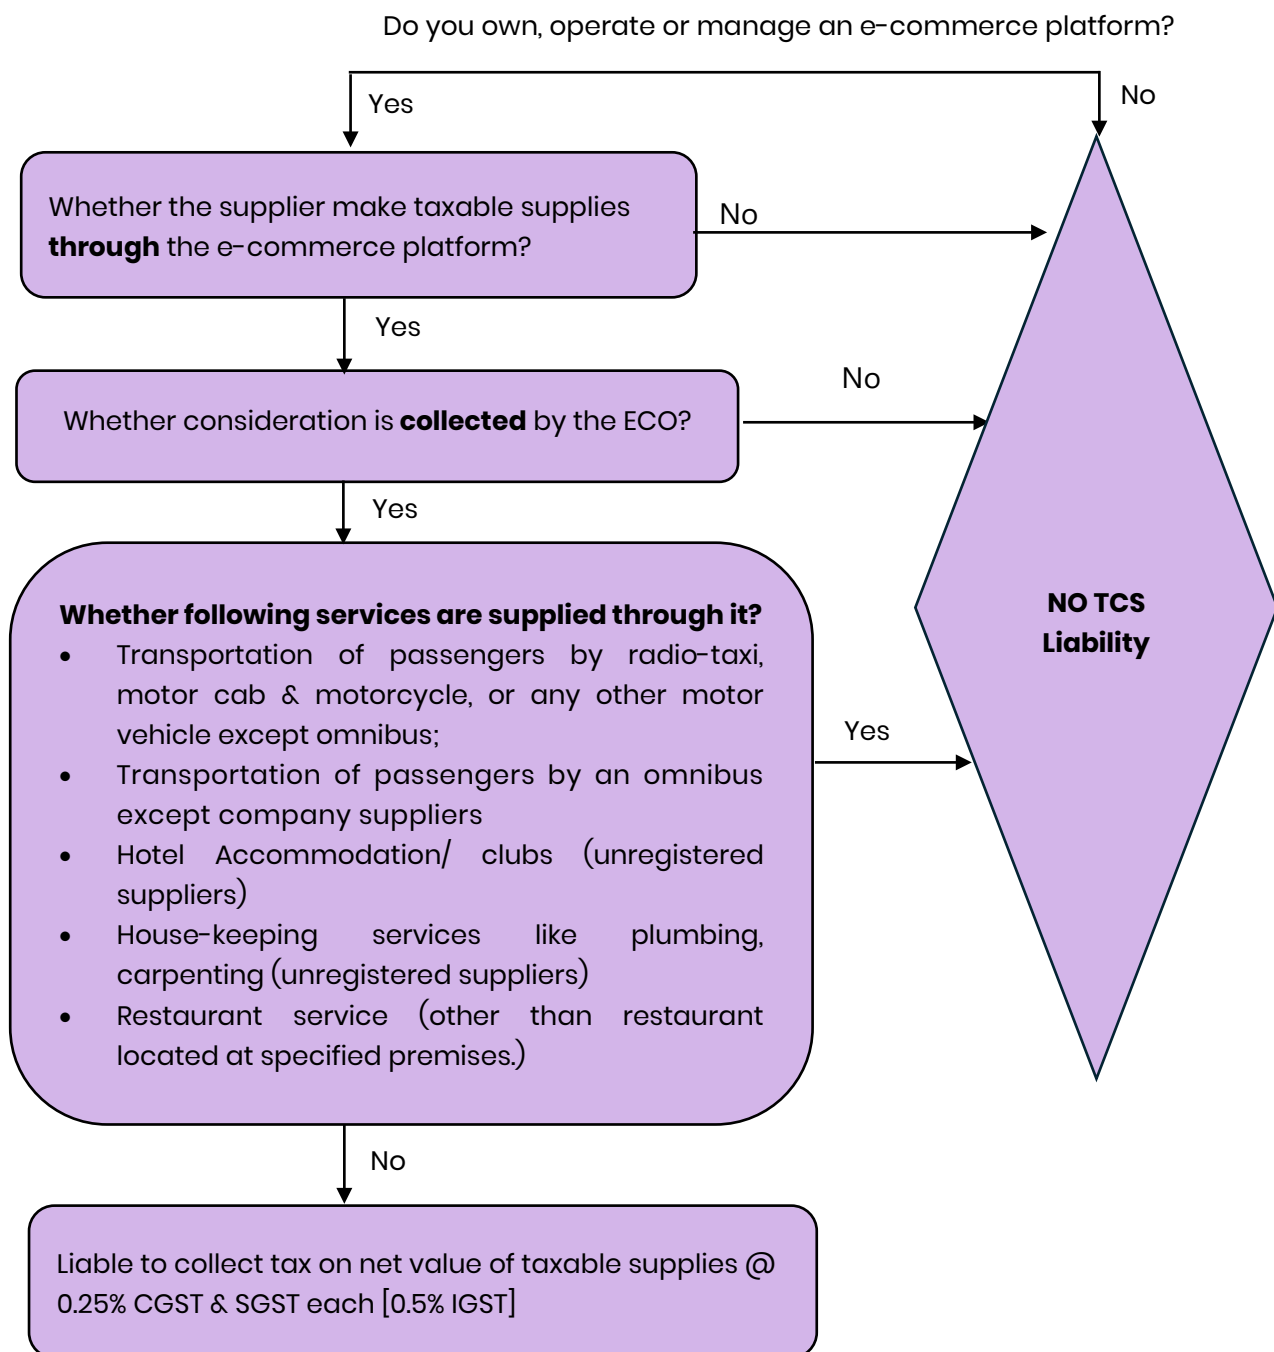 Do you own, operate or manage an e-commerce platform?
Yes
No
Whether the supplier make taxable supplies
through the e-commerce platform?
No
Yes
Whether consideration is collected by the ECO?
No
Yes
Whether following services are supplied through it?
• Transportation of passengers by radio-taxi,
motor cab & motorcycle, or any other motor
vehicle except omnibus;
• Transportation of passengers by an omnibus
except company suppliers
• Hotel Accommodation/ clubs (unregistered
suppliers)
• House-keeping services like plumbing,
carpenting (unregistered suppliers)
• Restaurant service (other than restaurant
located at specified premises.)
Yes
NO TCS
Liability
No
Liable to collect tax on net value of taxable supplies @
0.25% CGST & SGST each [0.5% IGST]